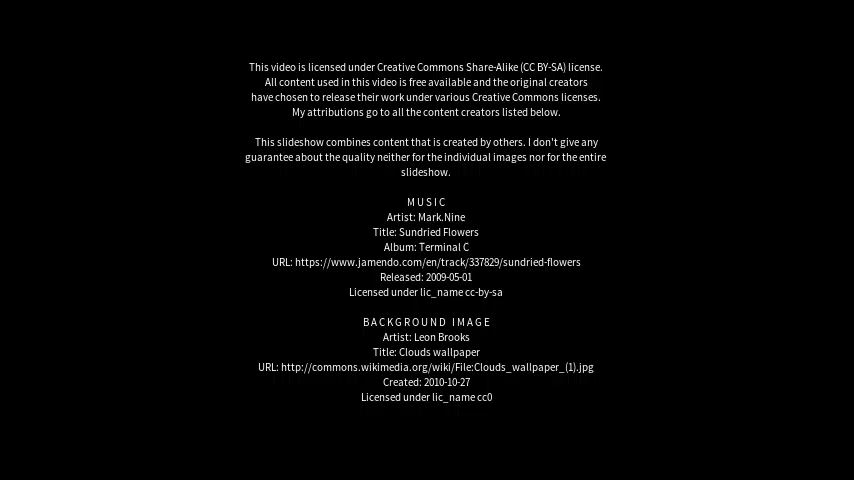 This video is licensed under Creative Commons Share-Alike (CC BY-SA) license.
All content used in this video is free available and the original creators
have chosen to release their work under various Creative Commons licenses.
My attributions go to all the content creators listed below.
This slideshow combines content that is created by others. I don't give any
guarantee about the quality neither for the individual images nor for the entire
slideshow.
M U S I C
Artist: Mark.Nine
Title: Sundried Flowers
Album: Terminal C
URL: https://www.jamendo.com/en/track/337829/sundried-flowers
Released: 2009-05-01
Licensed under lic_name cc-by-sa
B A C K G R O U N D   I M A G E
Artist: Leon Brooks
Title: Clouds wallpaper
URL: http://commons.wikimedia.org/wiki/File:Clouds_wallpaper_(1).jpg
Created: 2010-10-27
Licensed under lic_name cc0